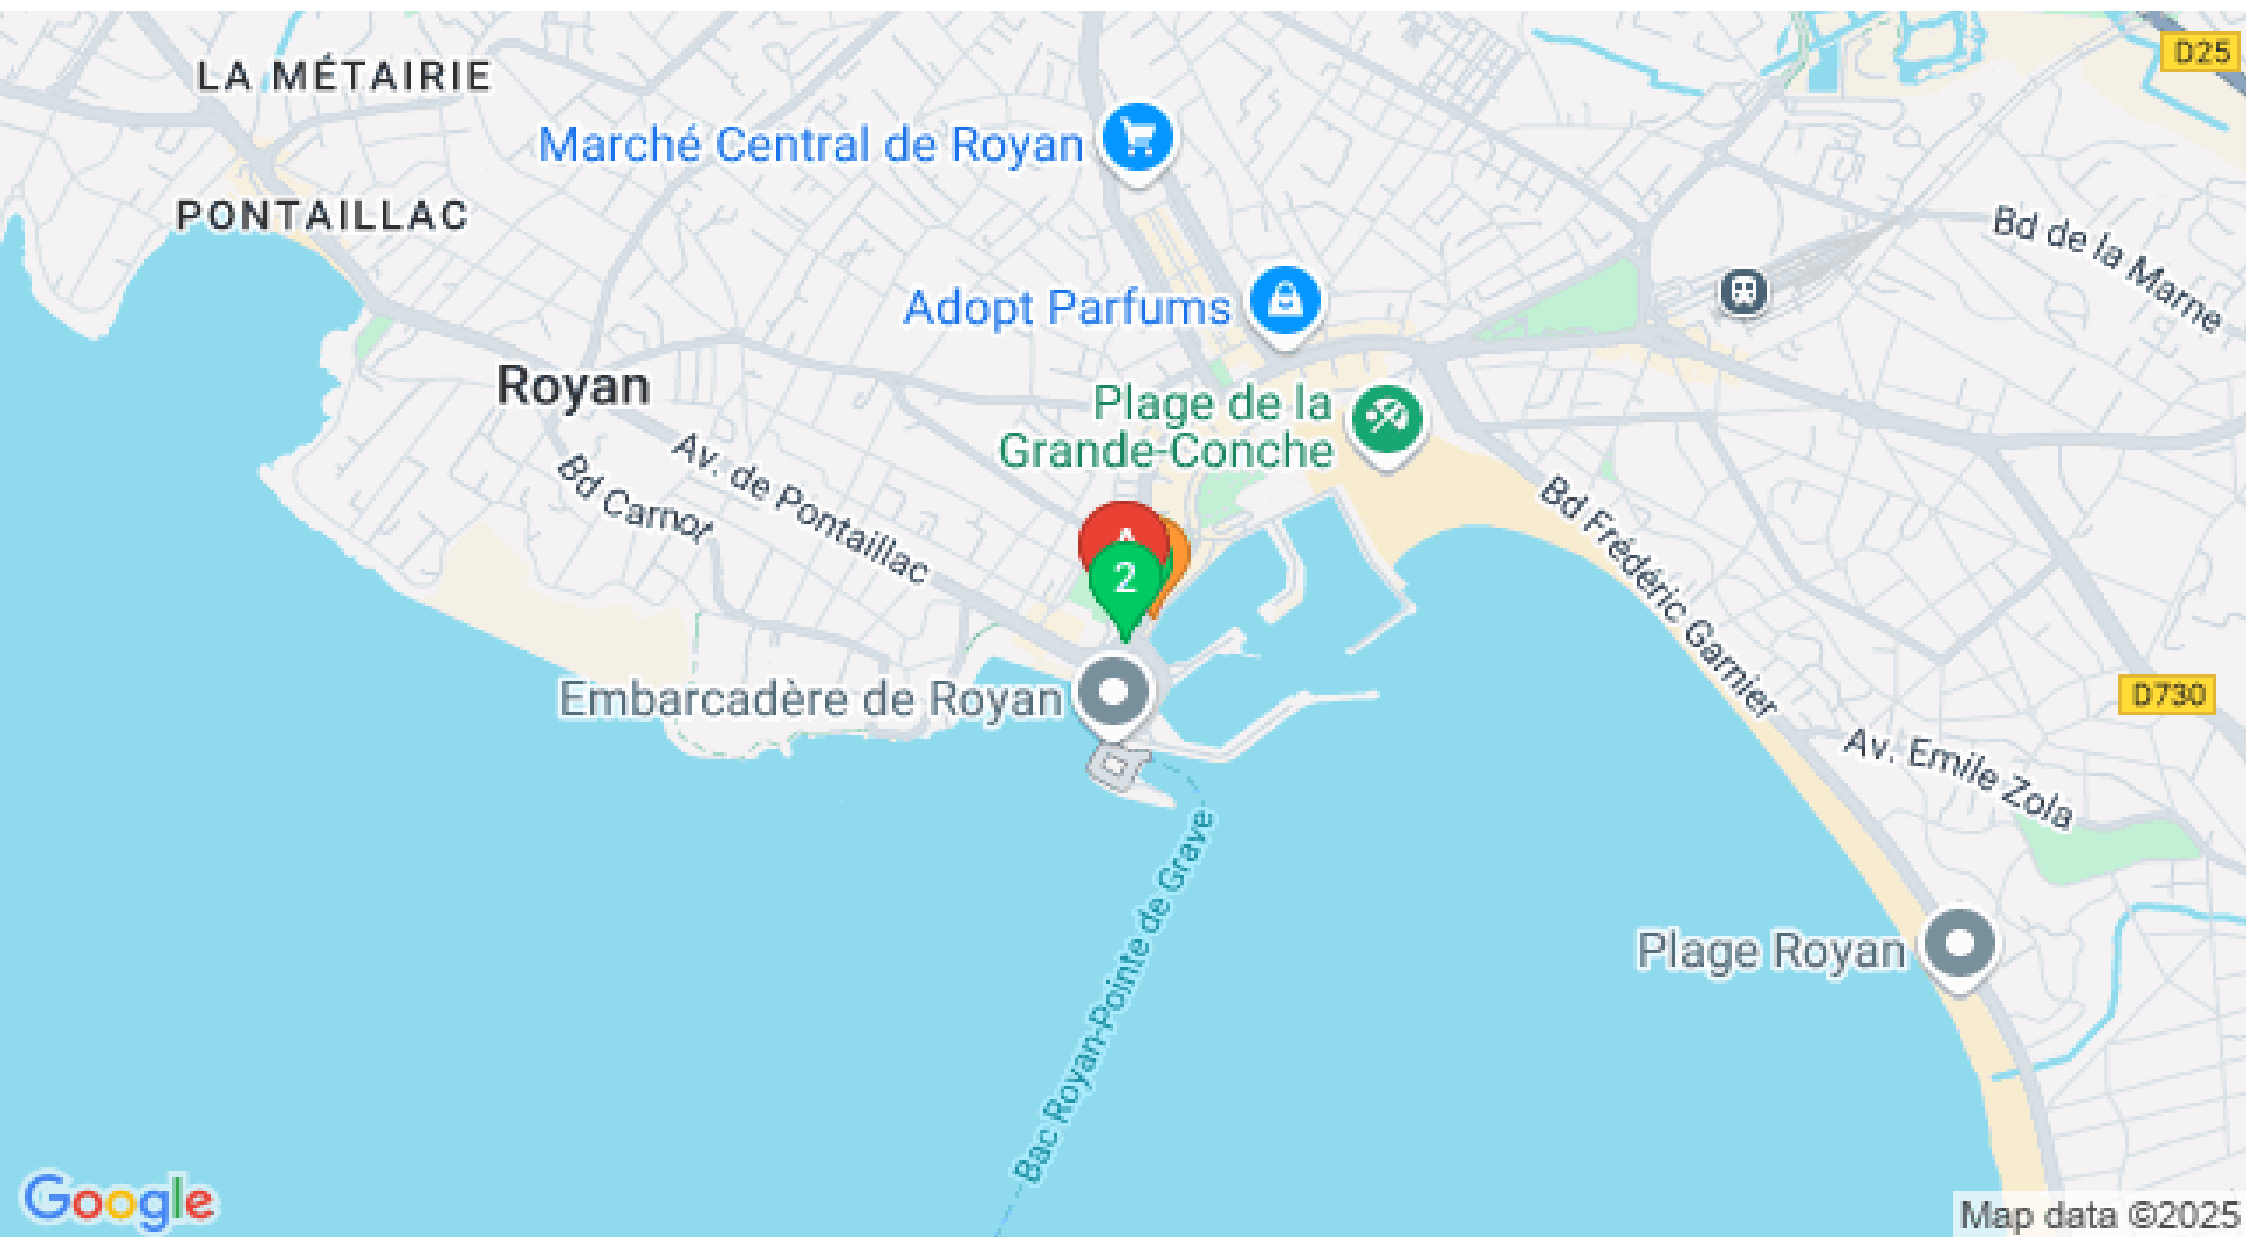 LA MÉTAIRIE
D25
Marché Central de Royan
PONTAILLAC
Bd de la Marne
Adopt Parfums
Royan
Plage de la
Grande-Conche
Av. de Pontaillac
Bd Carnot
Bd Frédéric Garnier
2
Embarcadère de Royan
D730
Av. Emile Zola
Bac Royan-Pointe de Grave
Plage Royan
Google
Map data ©2025